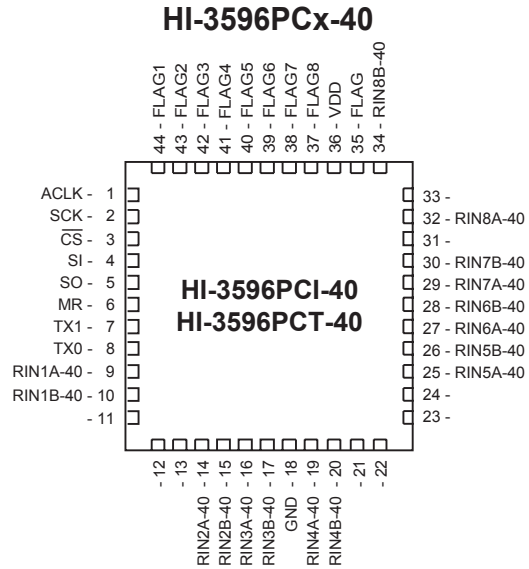 HI-3596PCx-40
44 - FLAG1
43 - FLAG2
42 - FLAG3
41 - FLAG4
40 - FLAG5
39 - FLAG6
38 - FLAG7
37 - FLAG8
36 - VDD
35 - FLAG
34 - RIN8B-40
ACLK - 1
SCK - 2
CS - 3
SI - 4
SO - 5
MR - 6
TX1 - 7
TX0 - 8
RIN1A-40 - 9
RIN1B-40 - 10
- 11
HI-3596PCI-40
HI-3596PCT-40
33 -
32 - RIN8A-40
31 -
30 - RIN7B-40
29 - RIN7A-40
28 - RIN6B-40
27 - RIN6A-40
26 - RIN5B-40
25 - RIN5A-40
24 -
23 -
- 12
- 13
RIN2A-40 - 14
RIN2B-40 - 15
RIN3A-40 - 16
RIN3B-40 - 17
GND - 18
RIN4A-40 - 19
RIN4B-40 - 20
- 21
- 22